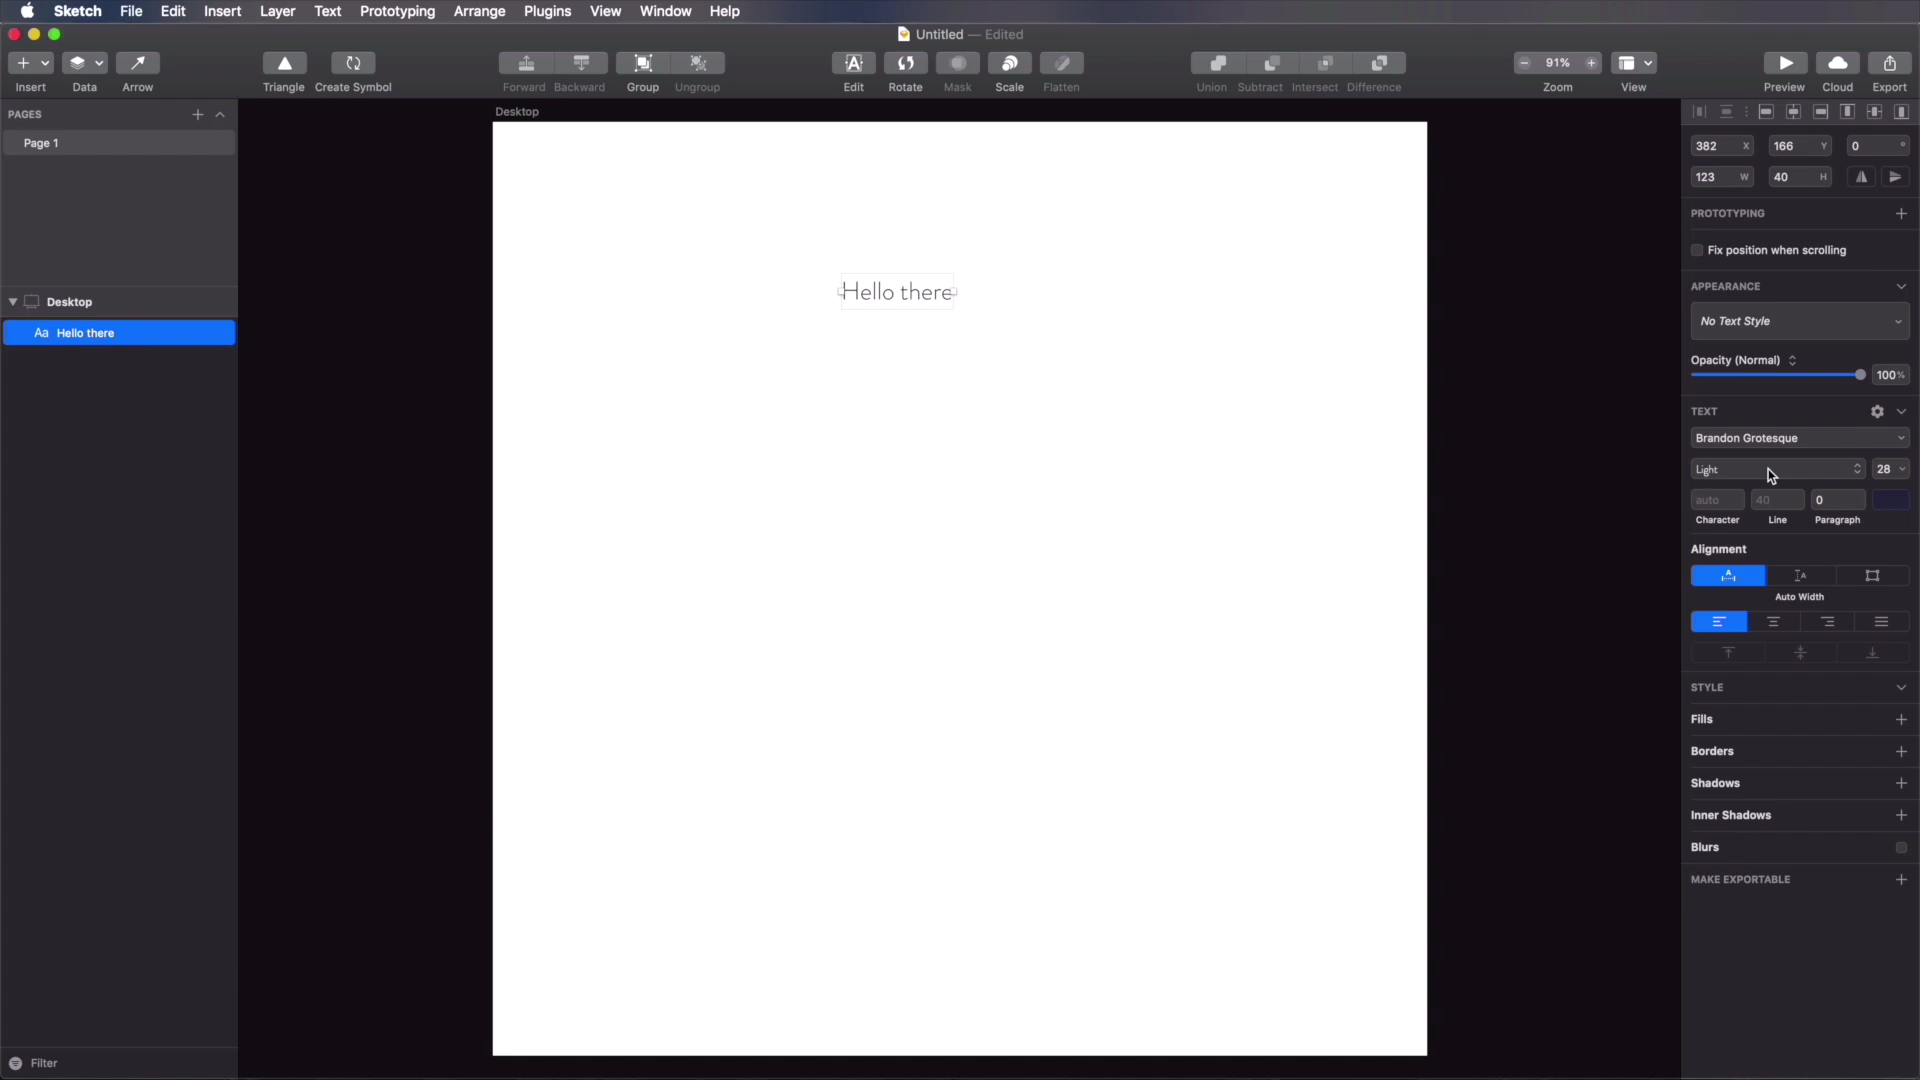 Sketch File Edit Insert Layer Text Prototyping Arrange Plugins View Window Help
Untitled — Edited
91%
Insert Data Arrow Triangle Create Symbol Forward Backward Group Ungroup Edit Rotate Mask Scale Flatten Union Subtract Intersect Difference Zoom View Preview Cloud Export
PAGES
Page 1
Desktop
Aa Hello there
Filter
Desktop
Hello there
382 X 166 Y 0 °
123 W 40 H
PROTOTYPING
Fix position when scrolling
APPEARANCE
No Text Style
Opacity (Normal)
100%
TEXT
Brandon Grotesque
Light 28
auto 40 0
Character Line Paragraph
Alignment
Auto Width
STYLE
Fills
Borders
Shadows
Inner Shadows
Blurs
MAKE EXPORTABLE